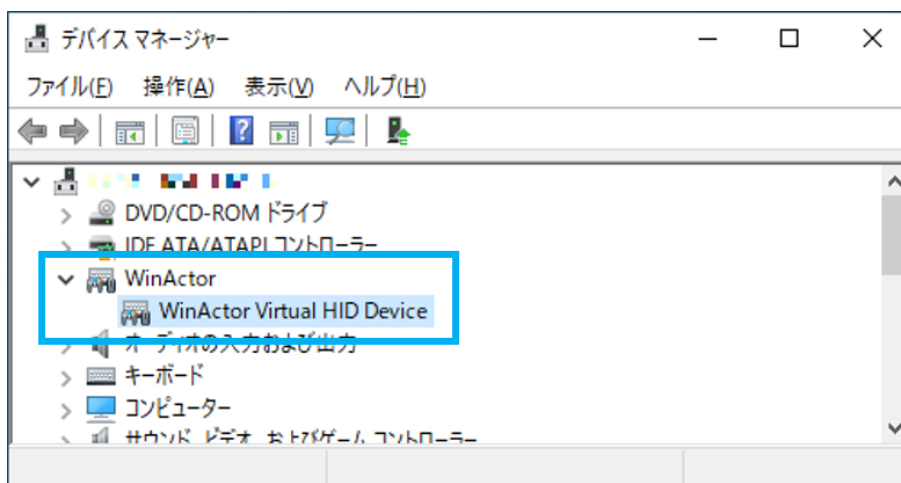 デバイス マネージャー
ファイル(F) 操作(A) 表示(V) ヘルプ(H)
DVD/CD-ROM ドライブ
IDE ATA/ATAPI コントローラー
WinActor
WinActor Virtual HID Device
オーディオの入力および出力
キーボード
コンピューター
サウンド、ビデオ、およびゲーム コントローラー